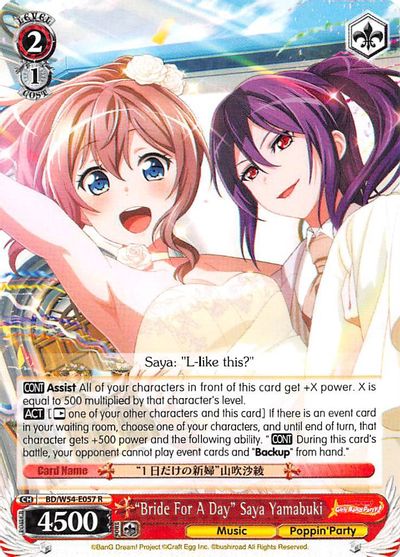 LEVEL
2
1
COST
Saya: "L-like this?"
CONT Assist All of your characters in front of this card get +X power. X is
equal to 500 multiplied by that character's level.
ACT [ one of your other characters and this card] If there is an event card
in your waiting room, choose one of your characters, and until end of turn, that
character gets +500 power and the following ability. " CONT During this card's
battle, your opponent cannot play event cards and "Backup" from hand."
Card Name
“1日だけの新婦”山吹沙綾
CH BD/W54-E057 R
POWER
4500
SOUL
“Bride For A Day” Saya Yamabuki
Music
Poppin'Party
©BanG Dream! Project ©Craft Egg Inc. ©bushiroad All Rights Reserved.